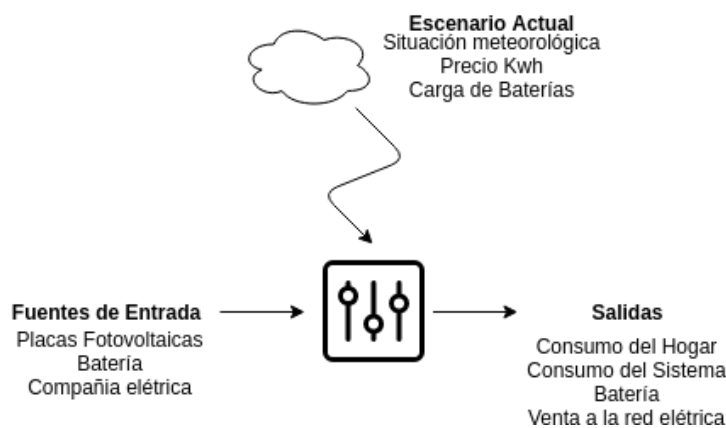 Escenario Actual
Situación meteorológica
Precio Kwh
Carga de Baterías
Fuentes de Entrada
Placas Fotovoltaicas
Batería
Compañia elétrica
Salidas
Consumo del Hogar
Consumo del Sistema
Batería
Venta a la red elétrica